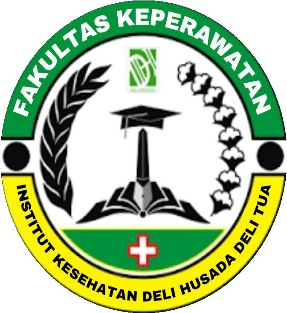 FAKULTAS KEPERAWATAN
INSTITUT KESEHATAN DELI HUSADA DELI TUA